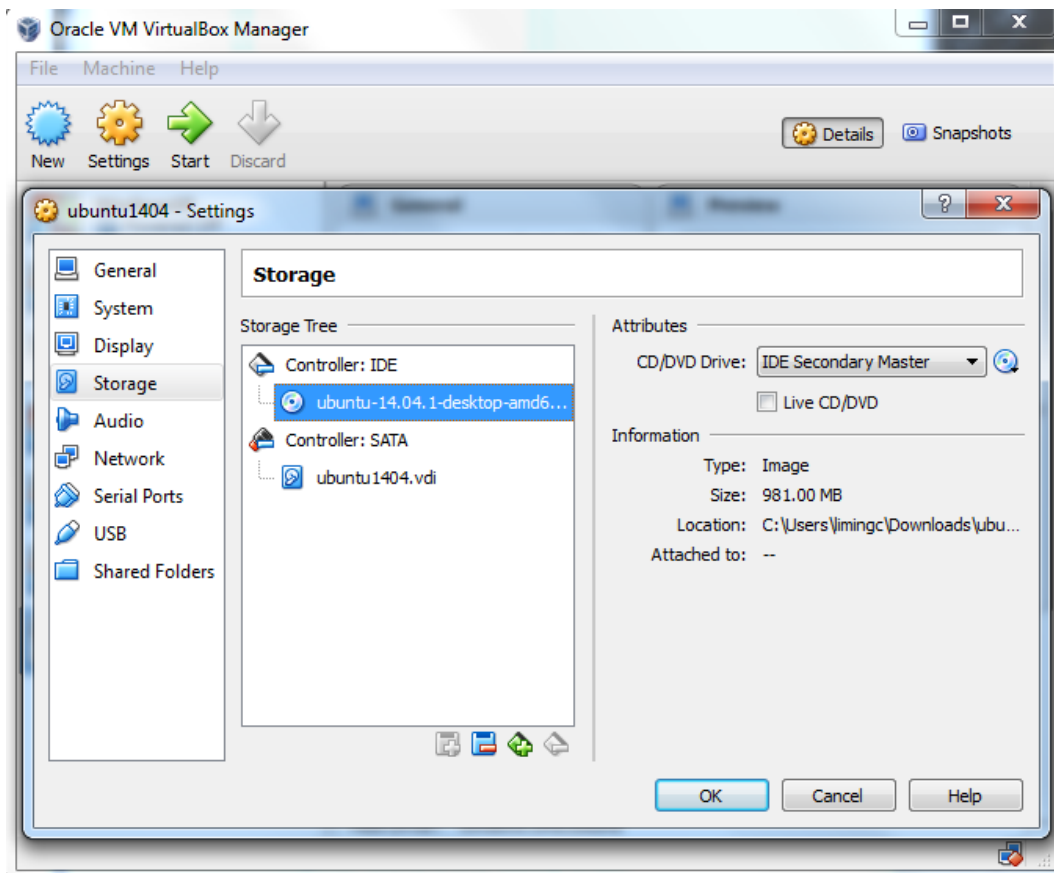 Oracle VM VirtualBox Manager
File Machine Help
New Settings Start Discard
Details Snapshots
ubuntu1404 - Settings
General
System
Display
Storage
Audio
Network
Serial Ports
USB
Shared Folders
Storage
Storage Tree
Controller: IDE
ubuntu-14.04.1-desktop-amd6...
Controller: SATA
ubuntu1404.vdi
Attributes
CD/DVD Drive: IDE Secondary Master
Live CD/DVD
Information
Type: Image
Size: 981.00 MB
Location: C:\Users\limingc\Downloads\ubu...
Attached to: --
OK Cancel Help